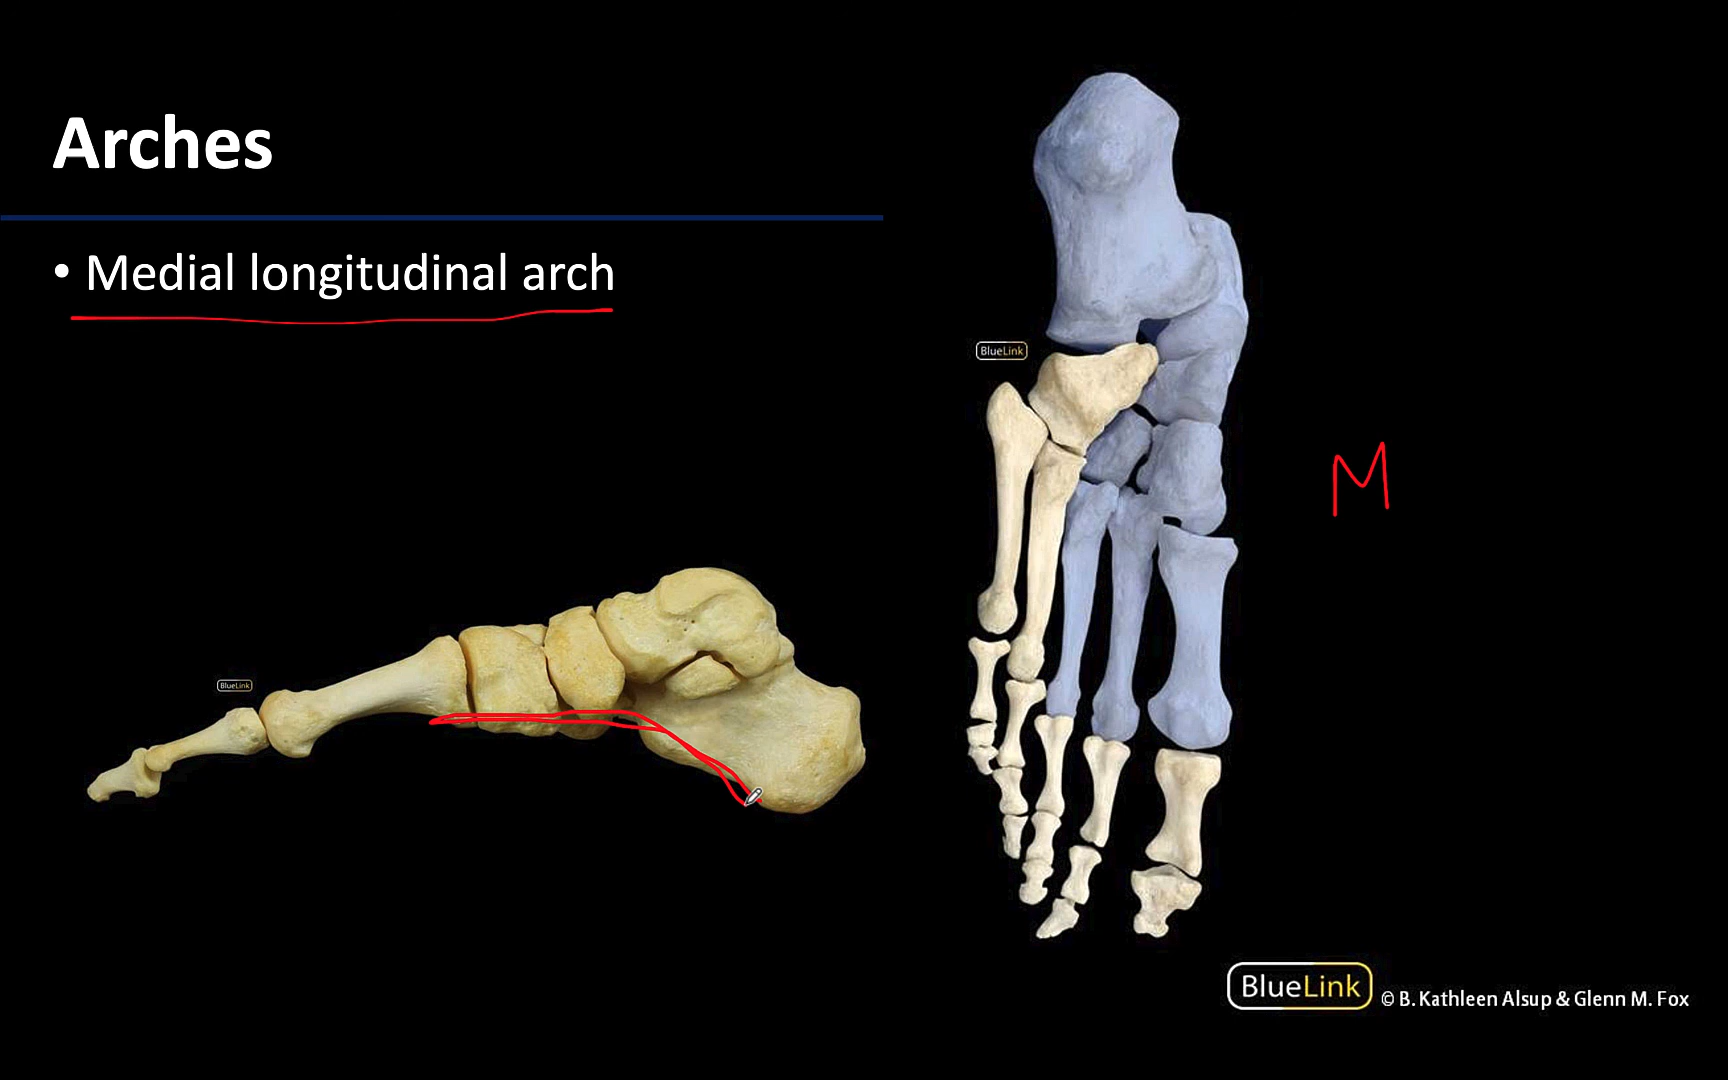 Arches
• Medial longitudinal arch
BlueLink
M
BlueLink
BlueLink
© B. Kathleen Alsup & Glenn M. Fox